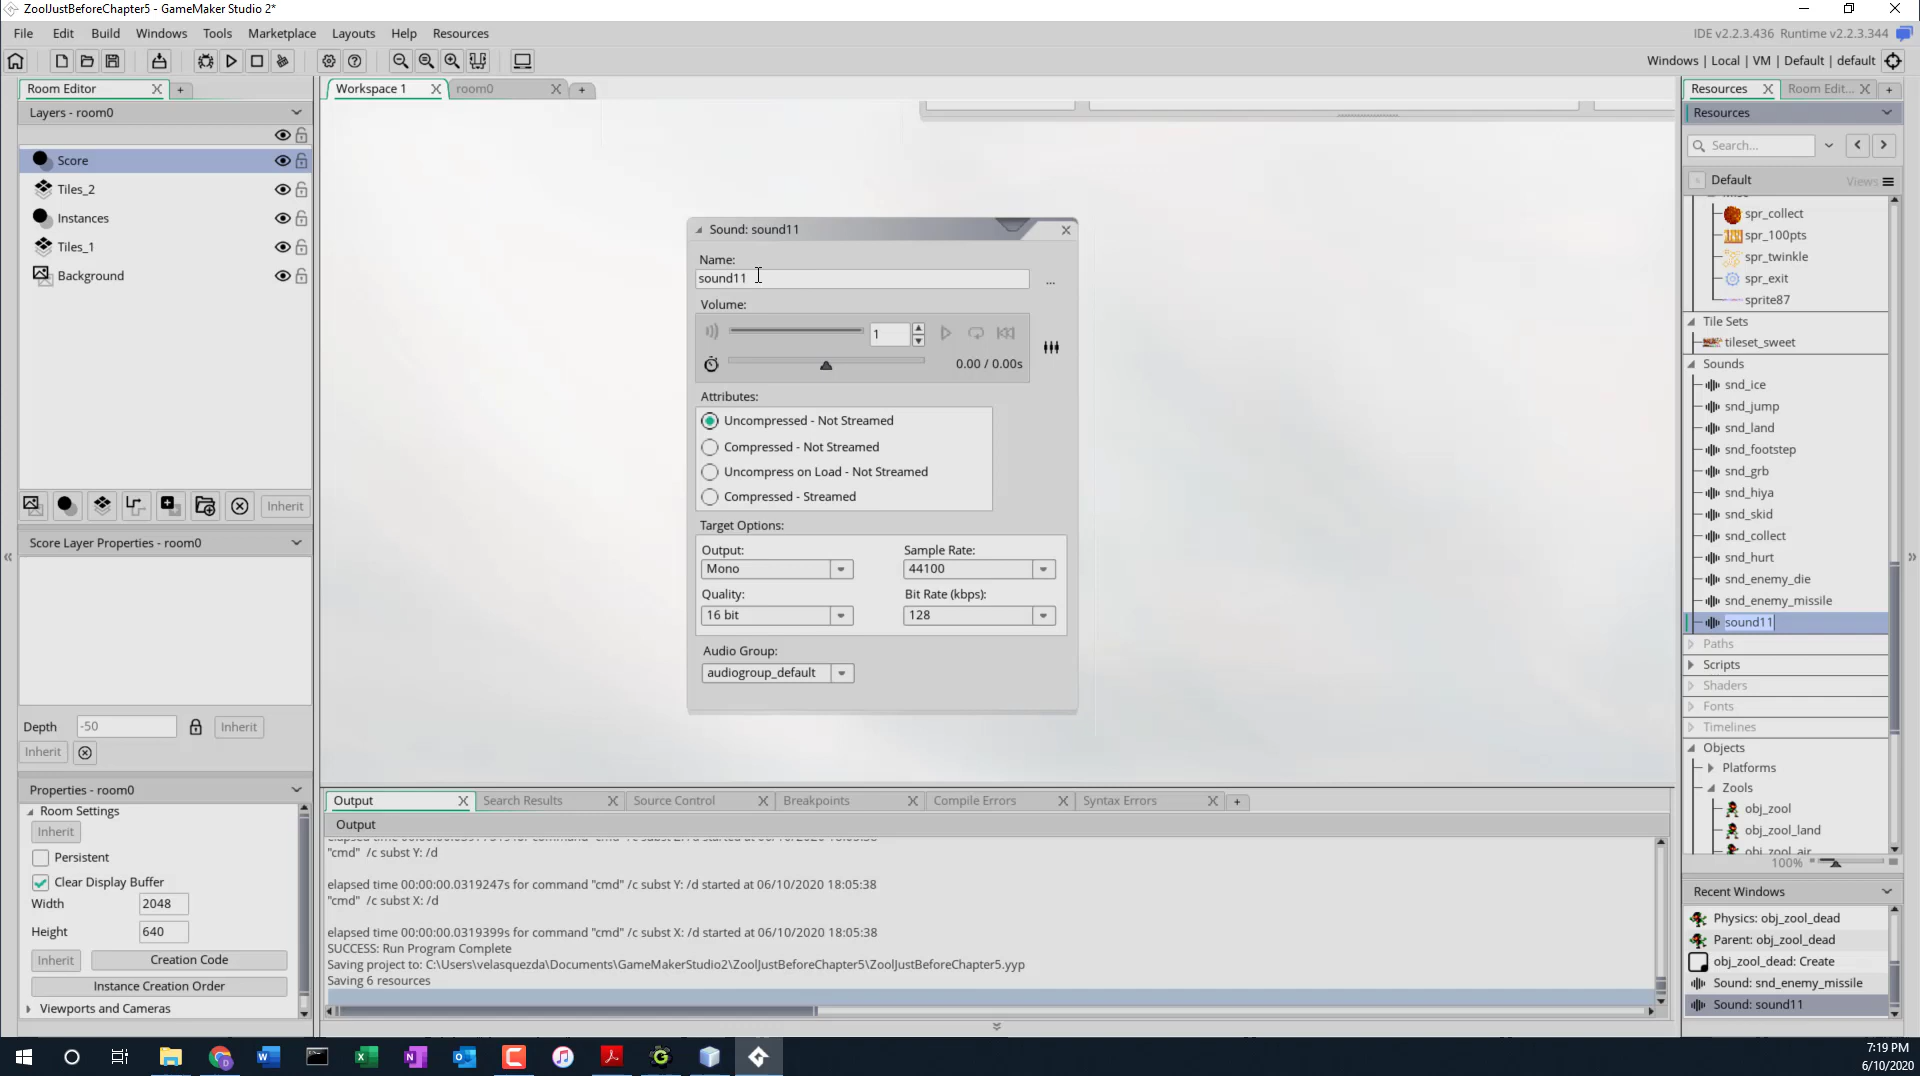 ZoolJustBeforeChapter5 - GameMaker Studio 2*
File Edit Build Windows Tools Marketplace Layouts Help Resources
IDE v2.2.3.436 Runtime v2.2.3.344
Windows | Local | VM | Default | default
Room Editor
Layers - room0
Score
Tiles_2
Instances
Tiles_1
Background
Inherit
Score Layer Properties - room0
Depth -50 Inherit
Inherit
Properties - room0
Room Settings
Inherit
Persistent
Clear Display Buffer
Width 2048
Height 640
Inherit Creation Code
Instance Creation Order
Viewports and Cameras
Workspace 1 room0
Sound: sound11
Name:
sound11
...
Volume:
1
0.00 / 0.00s
Attributes:
Uncompressed - Not Streamed
Compressed - Not Streamed
Uncompress on Load - Not Streamed
Compressed - Streamed
Target Options:
Output: Sample Rate:
Mono 44100
Quality: Bit Rate (kbps):
16 bit 128
Audio Group:
audiogroup_default
Output Search Results Source Control Breakpoints Compile Errors Syntax Errors
Output
"cmd" /c subst Y: /d
elapsed time 00:00:00.0319247s for command "cmd" /c subst Y: /d started at 06/10/2020 18:05:38
"cmd" /c subst X: /d
elapsed time 00:00:00.0319399s for command "cmd" /c subst X: /d started at 06/10/2020 18:05:38
SUCCESS: Run Program Complete
Saving project to: C:\Users\velasquezda\Documents\GameMakerStudio2\ZoolJustBeforeChapter5\ZoolJustBeforeChapter5.yyp
Saving 6 resources
Resources Room Edit...
Resources
Search...
Default Views
spr_collect
spr_100pts
spr_twinkle
spr_exit
sprite87
Tile Sets
tileset_sweet
Sounds
snd_ice
snd_jump
snd_land
snd_footstep
snd_grb
snd_hiya
snd_skid
snd_collect
snd_hurt
snd_enemy_die
snd_enemy_missile
sound11
Paths
Scripts
Shaders
Fonts
Timelines
Objects
Platforms
Zools
obj_zool
obj_zool_land
obj_zool_air
100%
Recent Windows
Physics: obj_zool_dead
Parent: obj_zool_dead
obj_zool_dead: Create
Sound: snd_enemy_missile
Sound: sound11
7:19 PM
6/10/2020